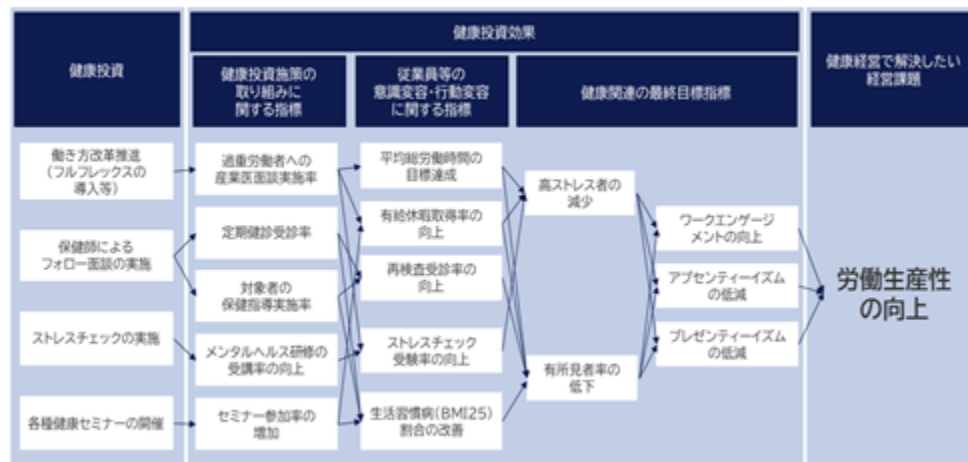 健康投資
健康投資効果
健康経営で解決したい
経営課題
健康投資施策の
取り組みに
関する指標
従業員等の
意識変容・行動変容
に関する指標
健康関連の最終目標指標
働き方改革推進
(フルフレックスの
導入等)
保健師による
フォロー面談の実施
ストレスチェックの実施
各種健康セミナーの開催
過重労働者への
産業医面談実施率
定期健診受診率
対象者の
保健指導実施率
メンタルヘルス研修の
受講率の向上
セミナー参加率の
増加
平均総労働時間の
目標達成
有給休暇取得率の
向上
再検査受診率の
向上
ストレスチェック
受験率の向上
生活習慣病(BMI25)
割合の改善
高ストレス者の
減少
有所見者率の
低下
ワークエンゲージ
メントの向上
アブセンティーイズム
の低減
プレゼンティーイズム
の低減
労働生産性
の向上